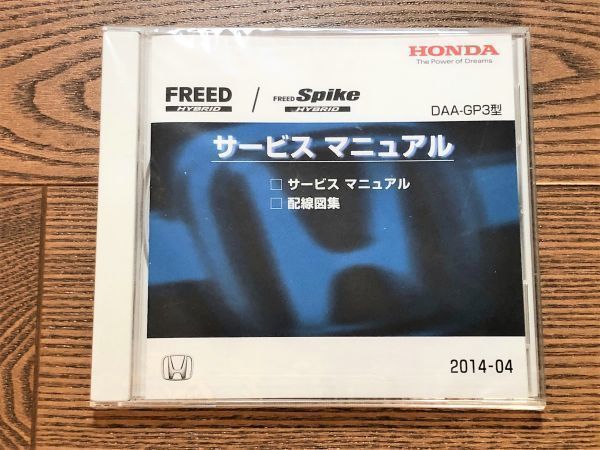 HONDA
The Power of Dreams
FREED HYBRID / FREED Spike HYBRID
DAA-GP3型
サービス マニュアル
□ サービス マニュアル
□ 配線図集
2014-04